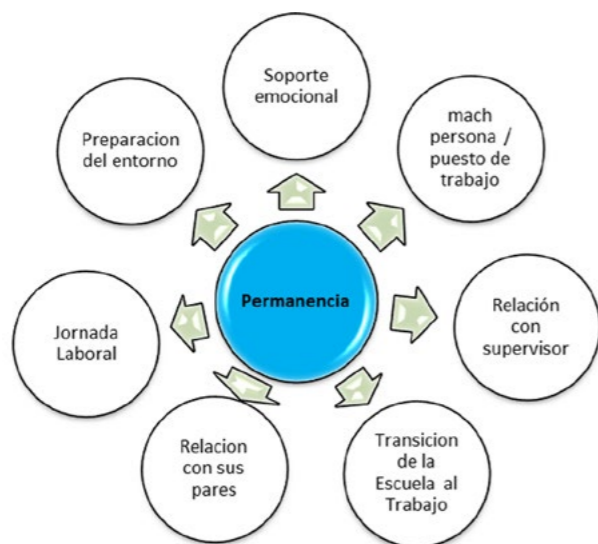 Soporte
emocional
mach
persona /
puesto de
trabajo
Relación
con
supervisor
Transicion
de la
Escuela al
Trabajo
Relacion
con sus
pares
Jornada
Laboral
Preparacion
del entorno
Permanencia